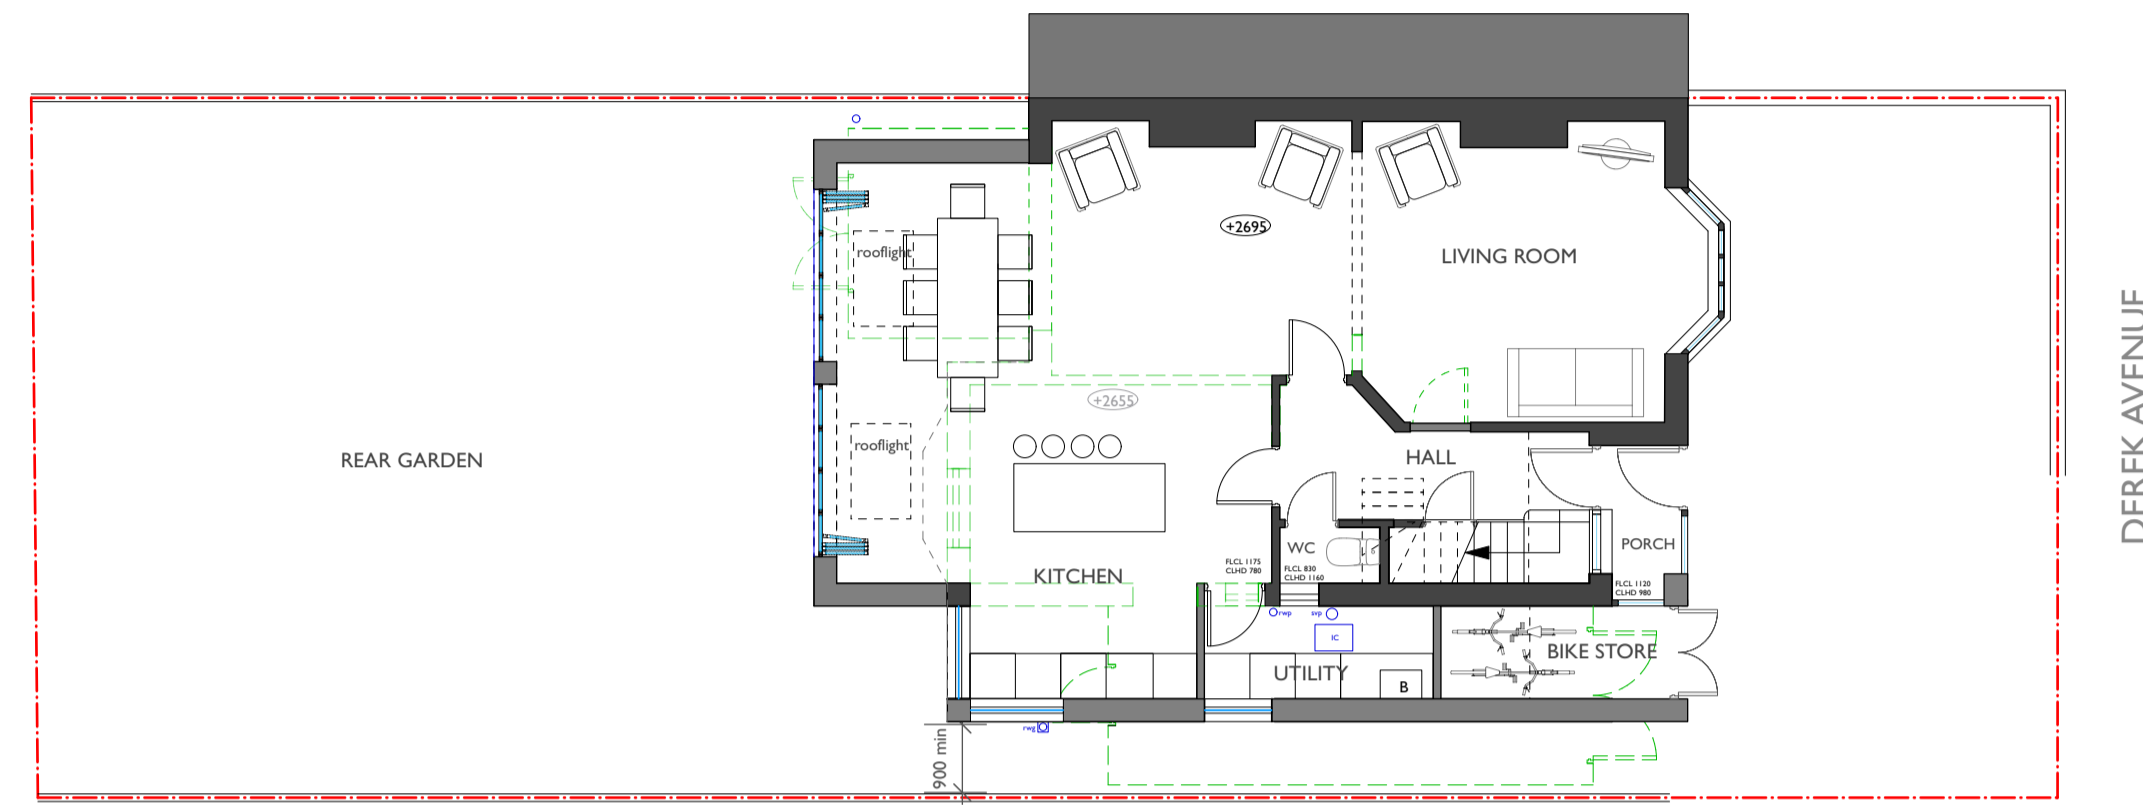 rooflight
+2695
LIVING ROOM
DEREK AVENUE
+2655
rooflight
REAR GARDEN
HALL
WC
PORCH
FLCL 1175
CLHD 780
FLCL 830
CLHD 1160
KITCHEN
FLCL 1120
CLHD 980
rwp
svp
IC
BIKE STORE
UTILITY
B
rwg
900 min